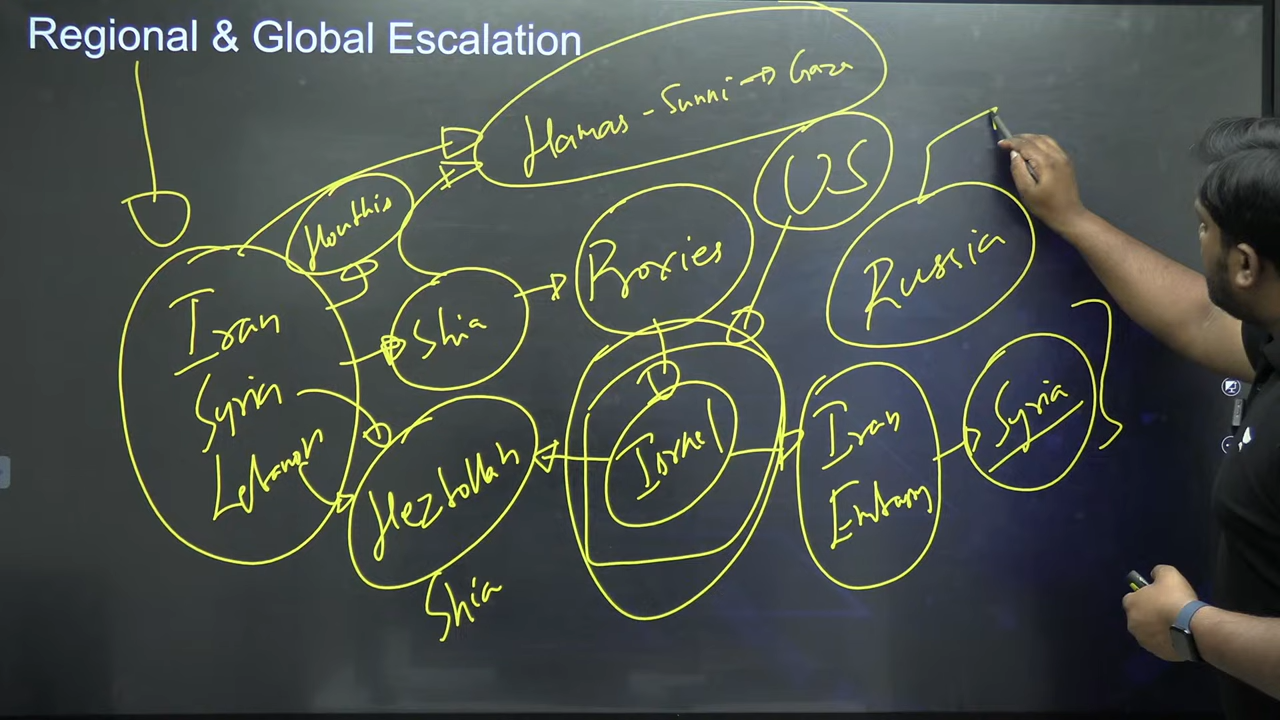 Regional & Global Escalation
Hamas - Sunni → Gaza
Houthis
US
Proxies
Russia
Iran
Shia
Syria
Lebanon
Israel
Iran
Embassy
Syria
Hezbollah
Shia